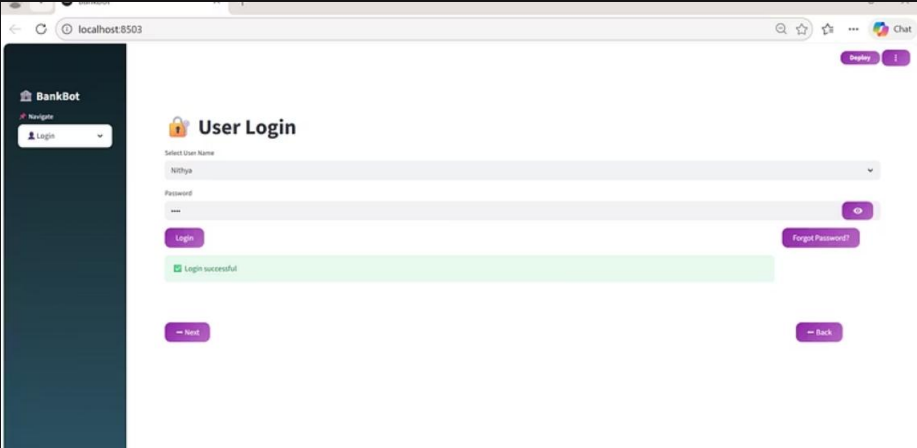 localhost:8503
Chat
Deploy
BankBot
Navigate
Login
User Login
Select User Name
Nithya
Password
••••
Login
Forgot Password?
Login successful
Next
Back